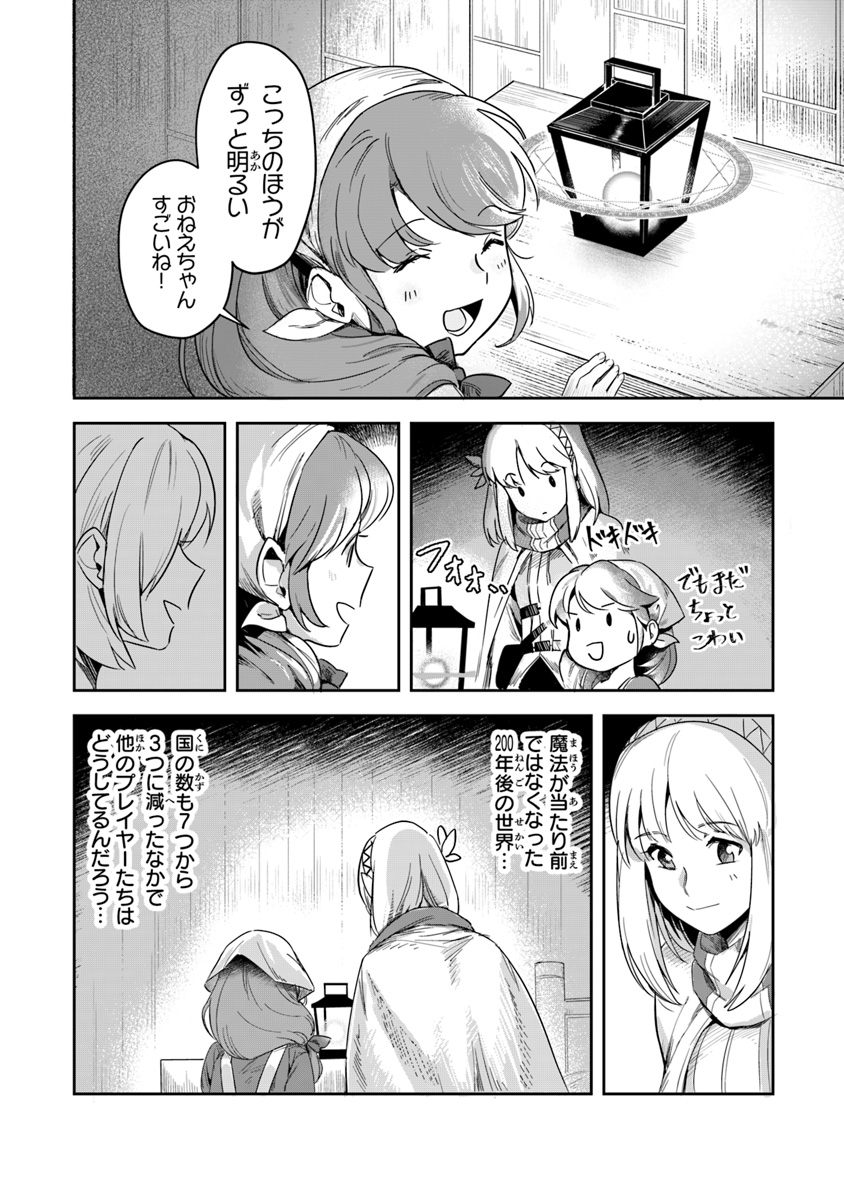 こっちのほうが
ずっと明るい
おねえちゃん
すごいね!
ドキドキ
でもまだ
ちょっと
こわい
フォオォ
魔法が当たり前
ではなくなった
200年後の世界…
国の数も7つから
3つに減ったなかで
他のプレイヤーたちは
どうしてるんだろう…